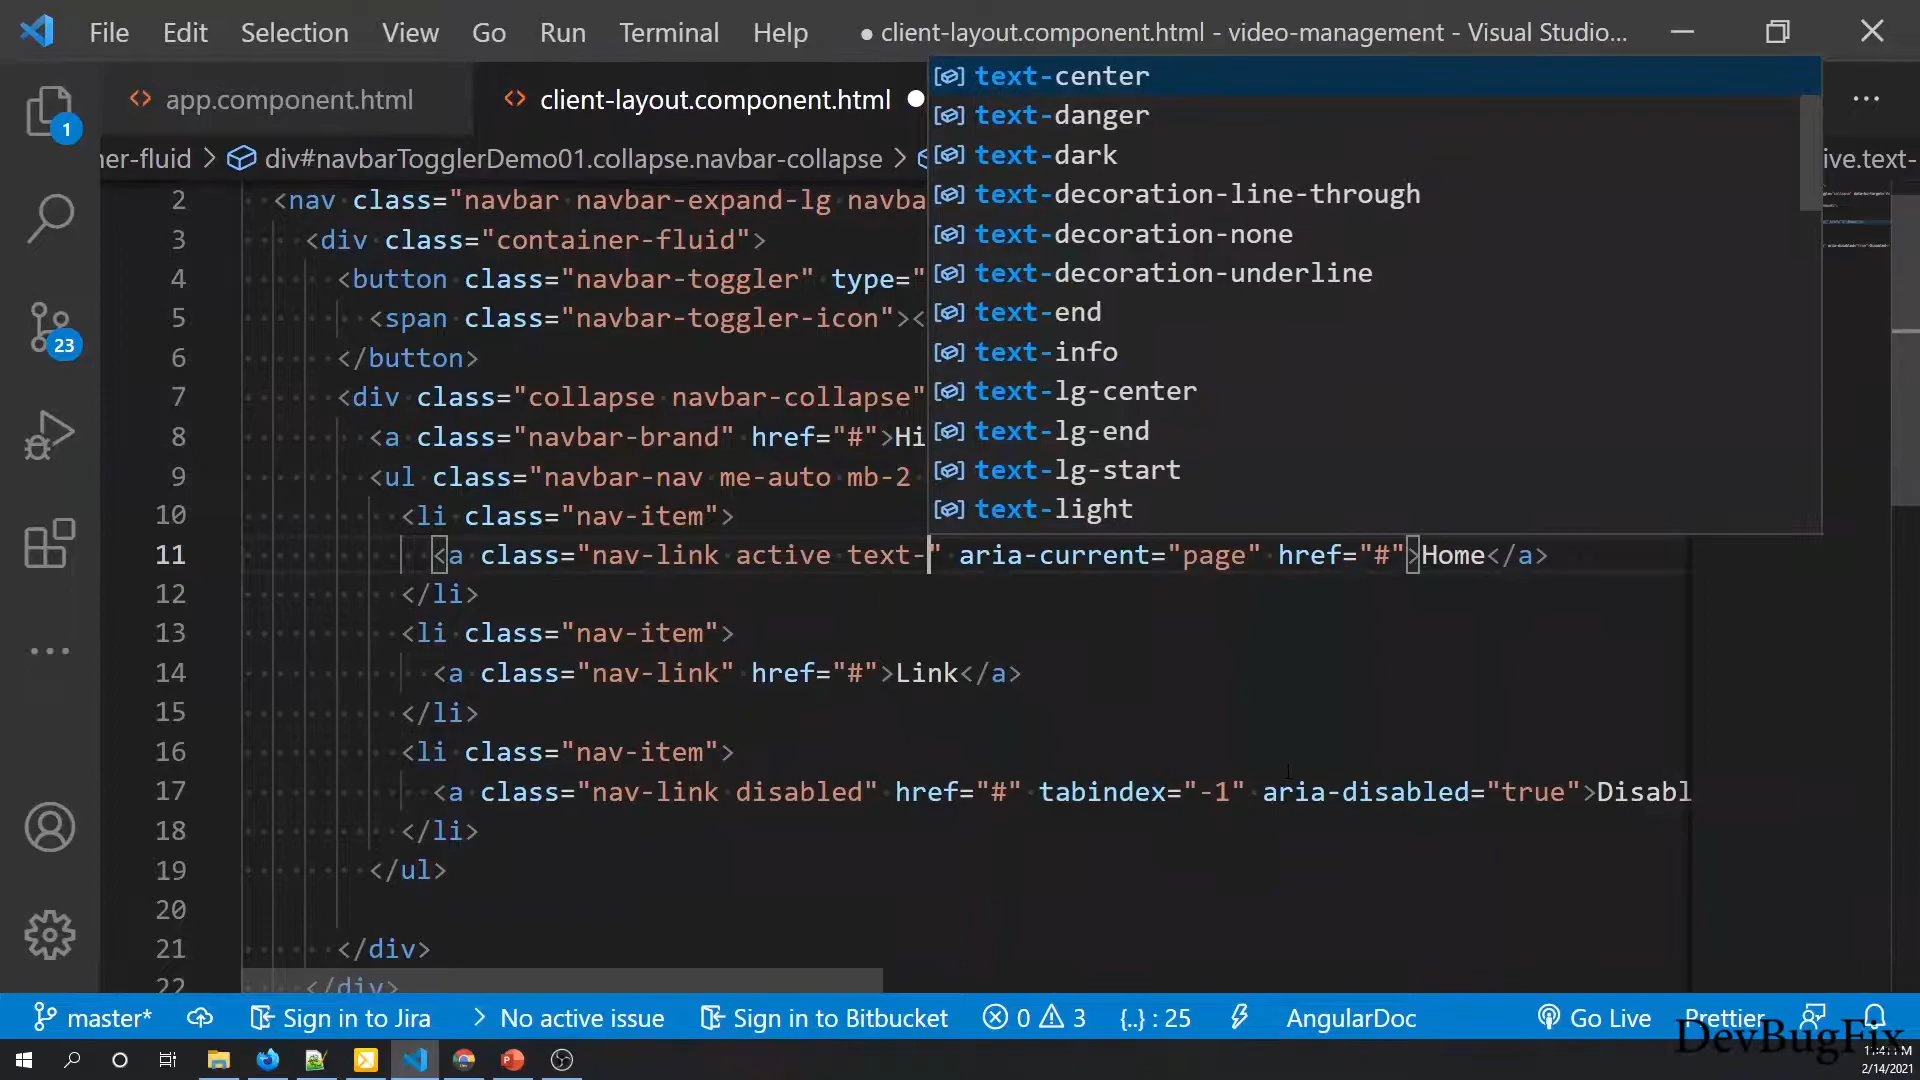 File Edit Selection View Go Run Terminal Help ● client-layout.component.html - video-management - Visual Studio...
app.component.html client-layout.component.html
1
ner-fluid > div#navbarTogglerDemo01.collapse.navbar-collapse > ive.text-
text-center
text-danger
text-dark
text-decoration-line-through
text-decoration-none
text-decoration-underline
text-end
text-info
text-lg-center
text-lg-end
text-lg-start
text-light
2 <nav class="navbar navbar-expand-lg navba
3 <div class="container-fluid">
4 <button class="navbar-toggler" type="
5 <span class="navbar-toggler-icon"><
6 </button>
7 <div class="collapse navbar-collapse"
8 <a class="navbar-brand" href="#">Hi
9 <ul class="navbar-nav me-auto mb-2
10 <li class="nav-item">
11 <a class="nav-link active text-" aria-current="page" href="#">Home</a>
12 </li>
13 <li class="nav-item">
14 <a class="nav-link" href="#">Link</a>
15 </li>
16 <li class="nav-item">
17 <a class="nav-link disabled" href="#" tabindex="-1" aria-disabled="true">Disabl
18 </li>
19 </ul>
20
21 </div>
22 </div>
23
master* Sign in to Jira > No active issue Sign in to Bitbucket 0 3 {..} : 25 AngularDoc Go Live Prettier
DevBugFix
2/14/2021